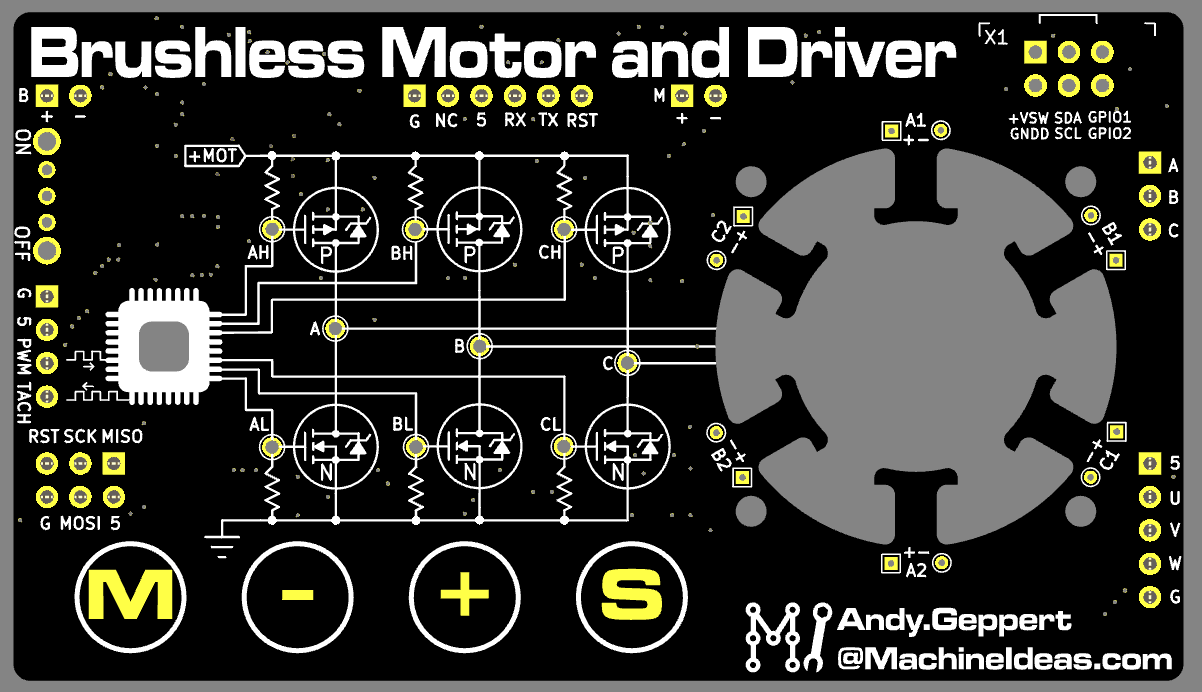 Brushless Motor and Driver
X1
B
+ -
G NC 5 RX TX RST
M
+ -
+VSW SDA GPIO1
GNDD SCL GPIO2
ON
OFF
+MOT
A1
+-
A
B
C
C2
-+
B1
-+
AH
P
BH
P
CH
P
G
5
PWM
TACH
A
B
C
RST SCK MISO
G MOSI 5
AL
N
BL
N
CL
N
B2
-+
C1
-+
+-
A2
5
U
V
W
G
M - + S
Andy.Geppert
@MachineIdeas.com